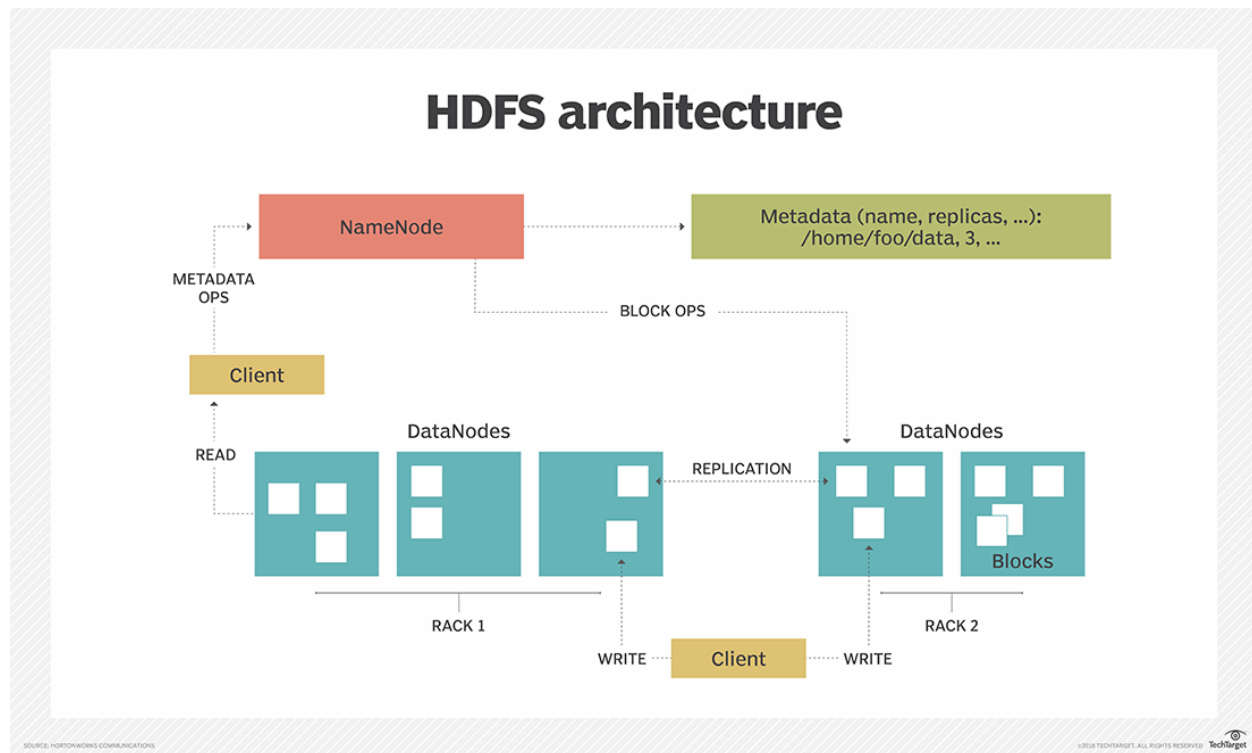 HDFS architecture
NameNode
Metadata (name, replicas, ...):
/home/foo/data, 3, ...
METADATA
OPS
BLOCK OPS
Client
DataNodes
DataNodes
READ
REPLICATION
Blocks
RACK 1
RACK 2
WRITE
Client
WRITE
SOURCE: HORTONWORKS COMMUNICATIONS
©2018 TECHTARGET. ALL RIGHTS RESERVED
TechTarget